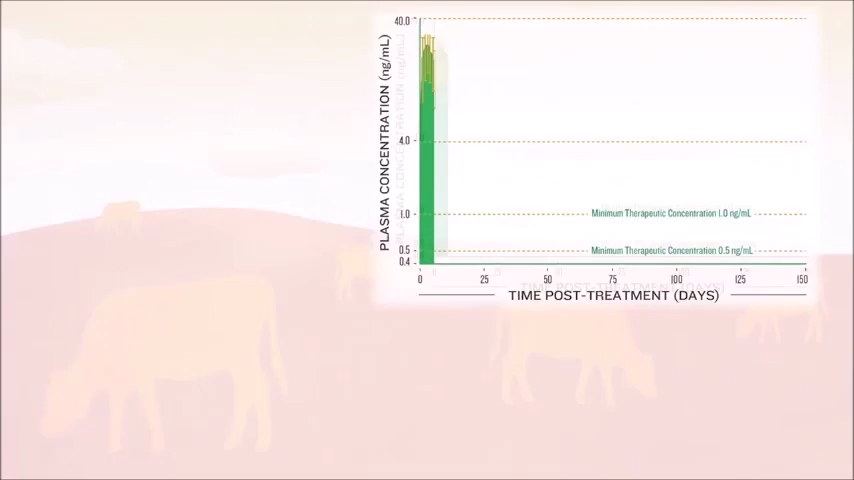 40.0
PLASMA CONCENTRATION (ng/mL)
4.0
1.0
Minimum Therapeutic Concentration 1.0 ng/mL
0.5
Minimum Therapeutic Concentration 0.5 ng/mL
0.4
0 25 50 75 100 125 150
TIME POST-TREATMENT (DAYS)